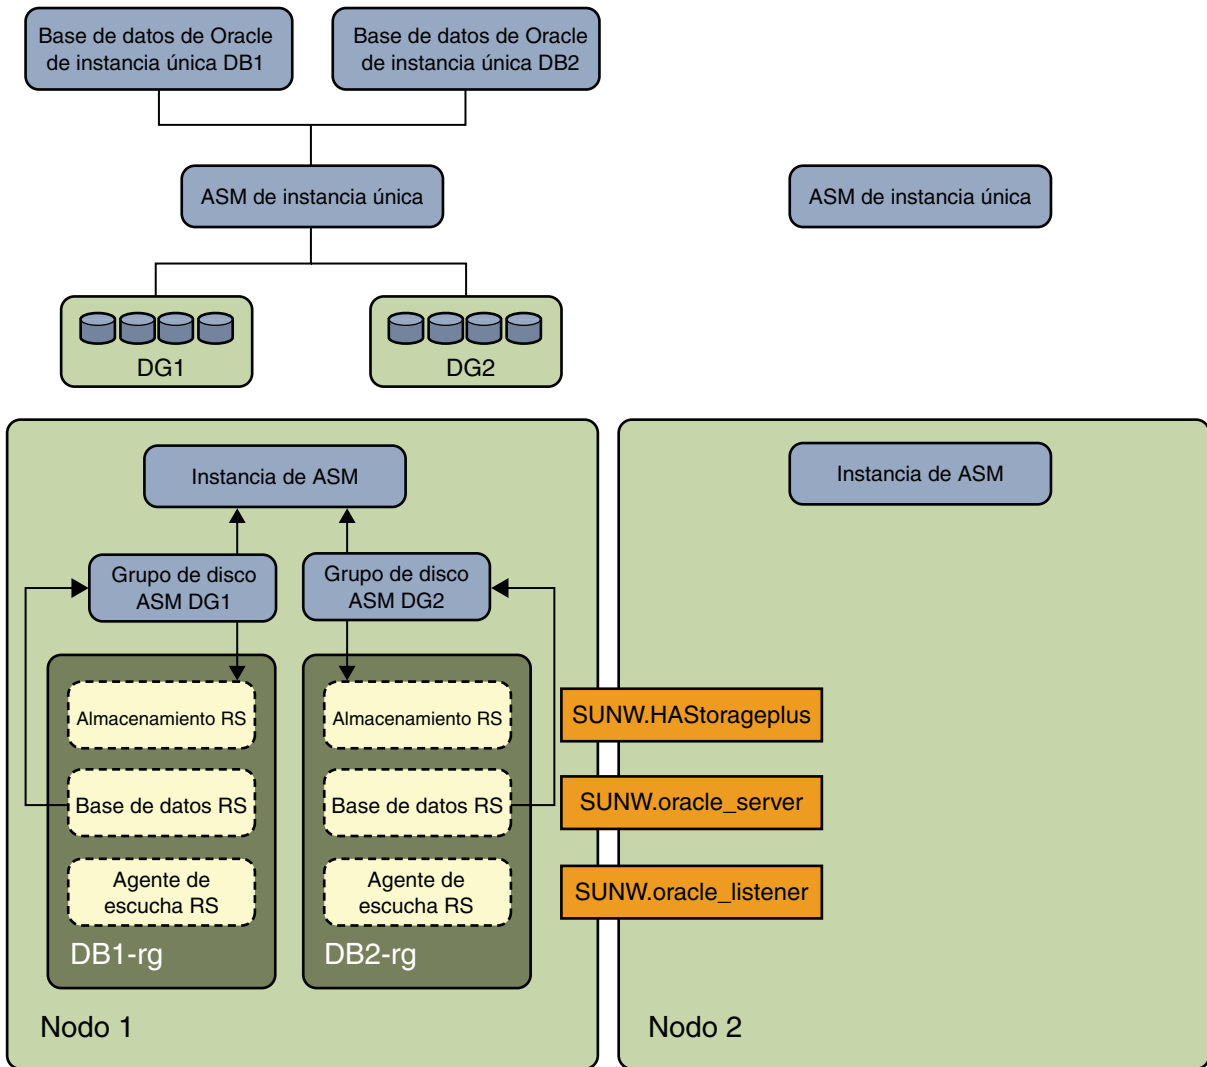 Base de datos de Oracle
de instancia única DB1
Base de datos de Oracle
de instancia única DB2
ASM de instancia única
ASM de instancia única
DG1
DG2
Instancia de ASM
Instancia de ASM
Grupo de disco
ASM DG1
Grupo de disco
ASM DG2
Almacenamiento RS
Almacenamiento RS
SUNW.HAStorageplus
Base de datos RS
Base de datos RS
SUNW.oracle_server
Agente de
escucha RS
Agente de
escucha RS
SUNW.oracle_listener
DB1-rg
DB2-rg
Nodo 1
Nodo 2